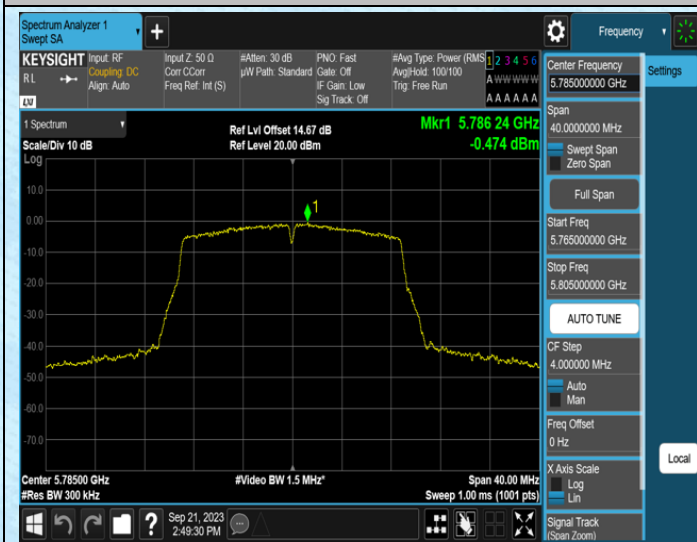 Spectrum Analyzer 1
Swept SA
+
Frequency
KEYSIGHT
RL
LXI
Input: RF
Coupling: DC
Align: Auto
Input Z: 50 Ω
Corr CCorr
Freq Ref: Int (S)
#Atten: 30 dB
µW Path: Standard
PNO: Fast
Gate: Off
IF Gain: Low
Sig Track: Off
#Avg Type: Power (RMS
Avg|Hold: 100/100
Trig: Free Run
1 2 3 4 5 6
A W W W W W
A A A A A A
1 Spectrum
Scale/Div 10 dB
Ref Lvl Offset 14.67 dB
Ref Level 20.00 dBm
Mkr1 5.786 24 GHz
-0.474 dBm
Log
10.0
0.00
-10.0
-20.0
-30.0
-40.0
-50.0
-60.0
-70.0
1
Center 5.78500 GHz
#Res BW 300 kHz
#Video BW 1.5 MHz*
Span 40.00 MHz
Sweep 1.00 ms (1001 pts)
?
Sep 21, 2023
2:49:30 PM
Center Frequency
5.785000000 GHz
Span
40.0000000 MHz
Swept Span
Zero Span
Full Span
Start Freq
5.765000000 GHz
Stop Freq
5.805000000 GHz
AUTO TUNE
CF Step
4.000000 MHz
Auto
Man
Freq Offset
0 Hz
X Axis Scale
Log
Lin
Signal Track
(Span Zoom)
Settings
Local